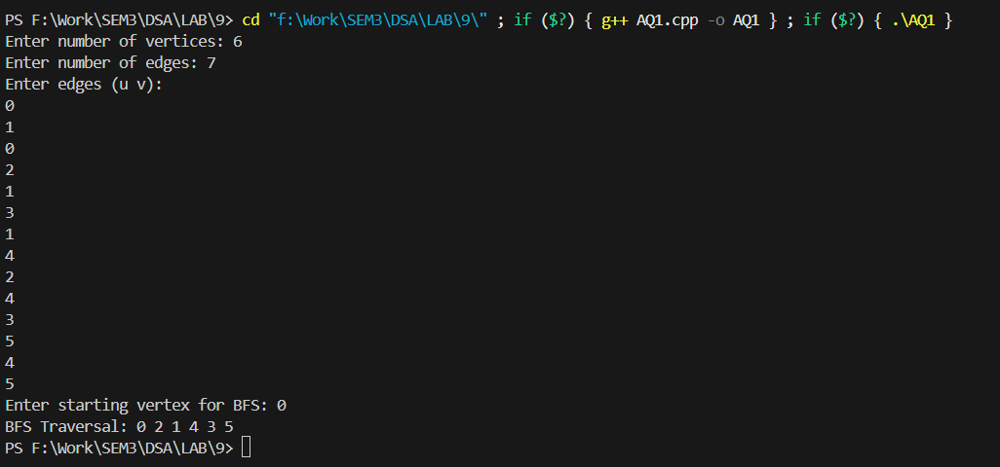 PS F:\Work\SEM3\DSA\LAB\9> cd "f:\Work\SEM3\DSA\LAB\9\" ; if ($?) { g++ AQ1.cpp -o AQ1 } ; if ($?) { .\AQ1 }
Enter number of vertices: 6
Enter number of edges: 7
Enter edges (u v):
0
1
0
2
1
3
1
4
2
4
3
5
4
5
Enter starting vertex for BFS: 0
BFS Traversal: 0 2 1 4 3 5
PS F:\Work\SEM3\DSA\LAB\9>